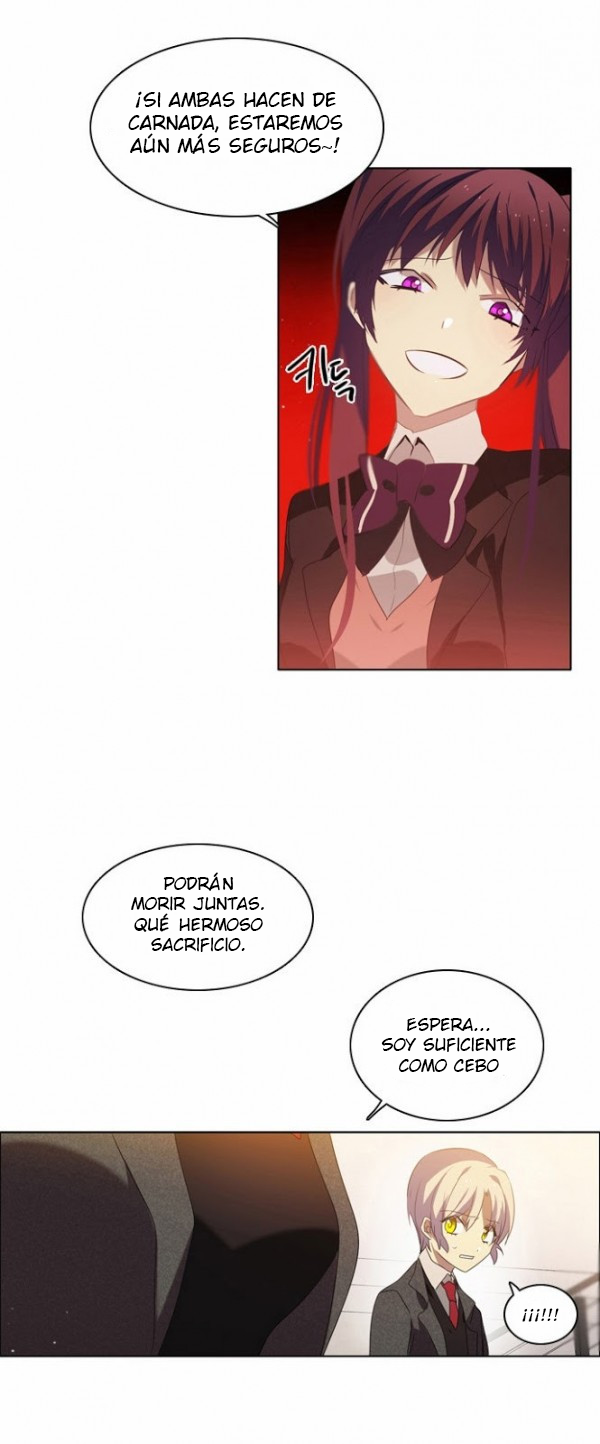 ¡SI AMBAS HACEN DE
CARNADA, ESTAREMOS
AÚN MÁS SEGUROS~!
키득
PODRÁN
MORIR JUNTAS.
QUÉ HERMOSO
SACRIFICIO.
ESPERA...
SOY SUFICIENTE
COMO CEBO
¡¡¡!!!